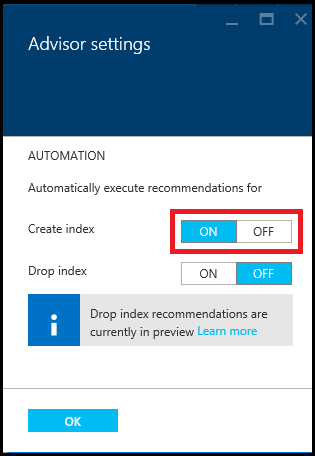 Advisor settings
AUTOMATION
Automatically execute recommendations for
Create index ON OFF
Drop index ON OFF
i Drop index recommendations are
currently in preview Learn more
OK